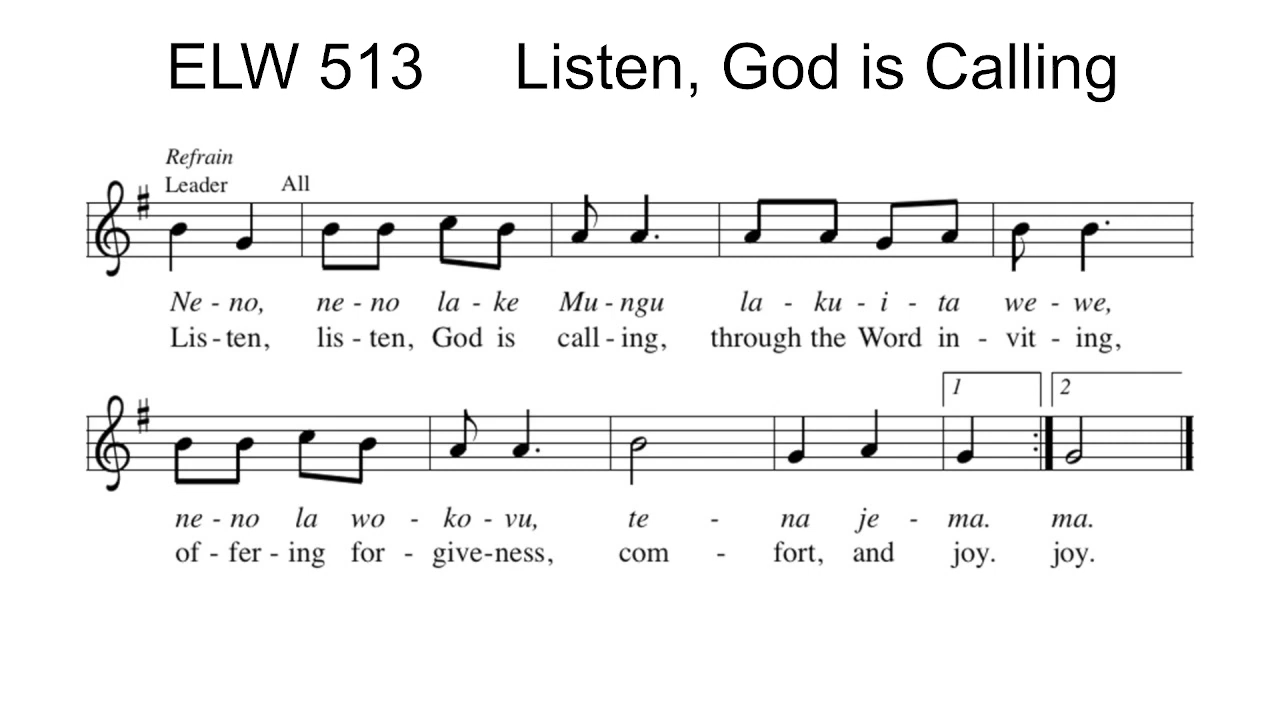 ELW 513 Listen, God is Calling
Refrain
Leader All
Ne - no, ne - no la - ke Mu - ngu la - ku - i - ta we - we,
Lis - ten, lis - ten, God is call - ing, through the Word in - vit - ing,
1 2
ne - no la wo - ko - vu, te - na je - ma. ma.
of - fer - ing for - give - ness, com - fort, and joy. joy.